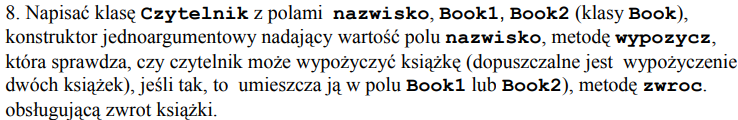 8. Napisać klasę Czytelnik z polami nazwisko, Book1, Book2 (klasy Book),
konstruktor jednoargumentowy nadający wartość polu nazwisko, metodę wypozycz,
która sprawdza, czy czytelnik może wypożyczyć książkę (dopuszczalne jest wypożyczenie
dwóch książek), jeśli tak, to umieszcza ją w polu Book1 lub Book2), metodę zwroc.
obsługującą zwrot książki.